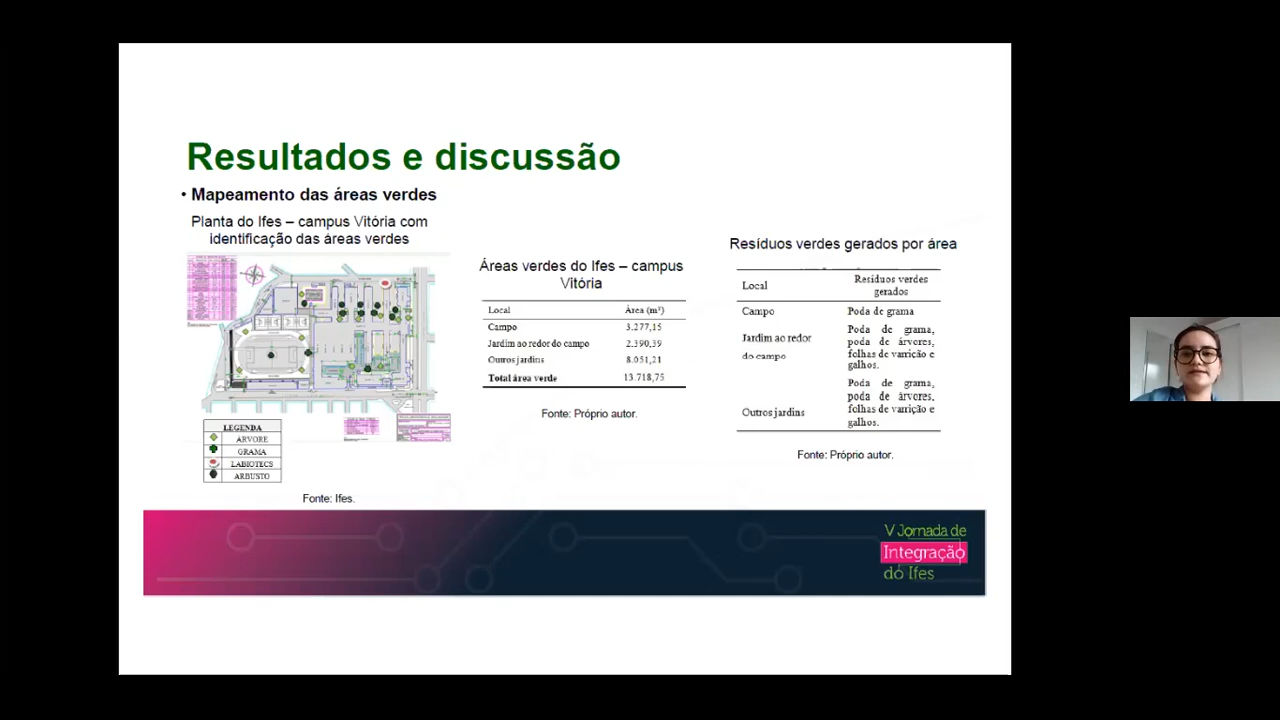 Resultados e discussão
• Mapeamento das áreas verdes
Planta do Ifes – campus Vitória com
identificação das áreas verdes
LEGENDA
ÁRVORE
GRAMA
LABIOTECS
ARBUSTO
Fonte: Ifes.
Áreas verdes do Ifes – campus
Vitória
Local Área (m²)
Campo 3.277,15
Jardim ao redor do campo 2.390,39
Outros jardins 8.051,21
Total área verde 13.718,75
Fonte: Próprio autor.
Resíduos verdes gerados por área
Local Resíduos verdes
gerados
Campo Poda de grama
Jardim ao redor
do campo
Poda de grama,
poda de árvores,
folhas de varrição e
galhos.
Outros jardins
Poda de grama,
poda de árvores,
folhas de varrição e
galhos.
Fonte: Próprio autor.
V Jornada de
Integração
do Ifes